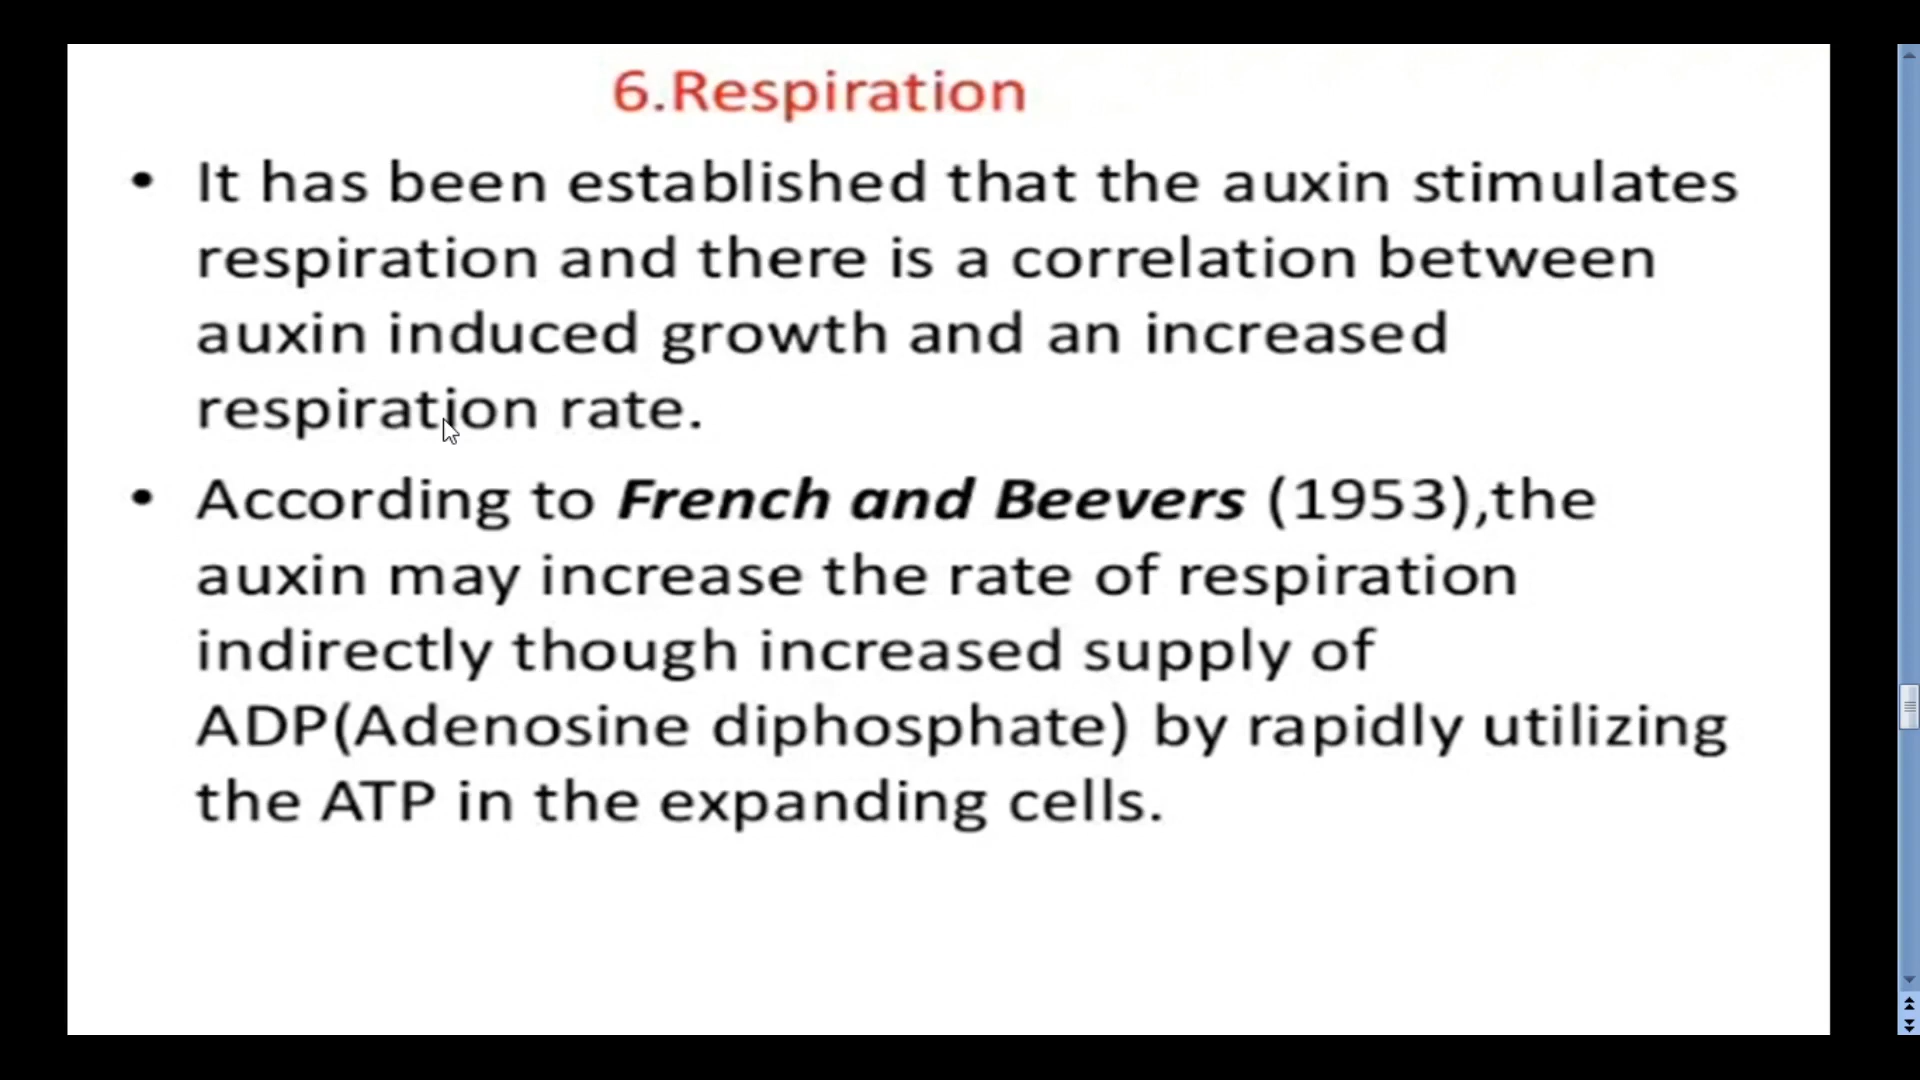 6.Respiration
• It has been established that the auxin stimulates
respiration and there is a correlation between
auxin induced growth and an increased
respiration rate.
• According to French and Beevers (1953),the
auxin may increase the rate of respiration
indirectly though increased supply of
ADP(Adenosine diphosphate) by rapidly utilizing
the ATP in the expanding cells.